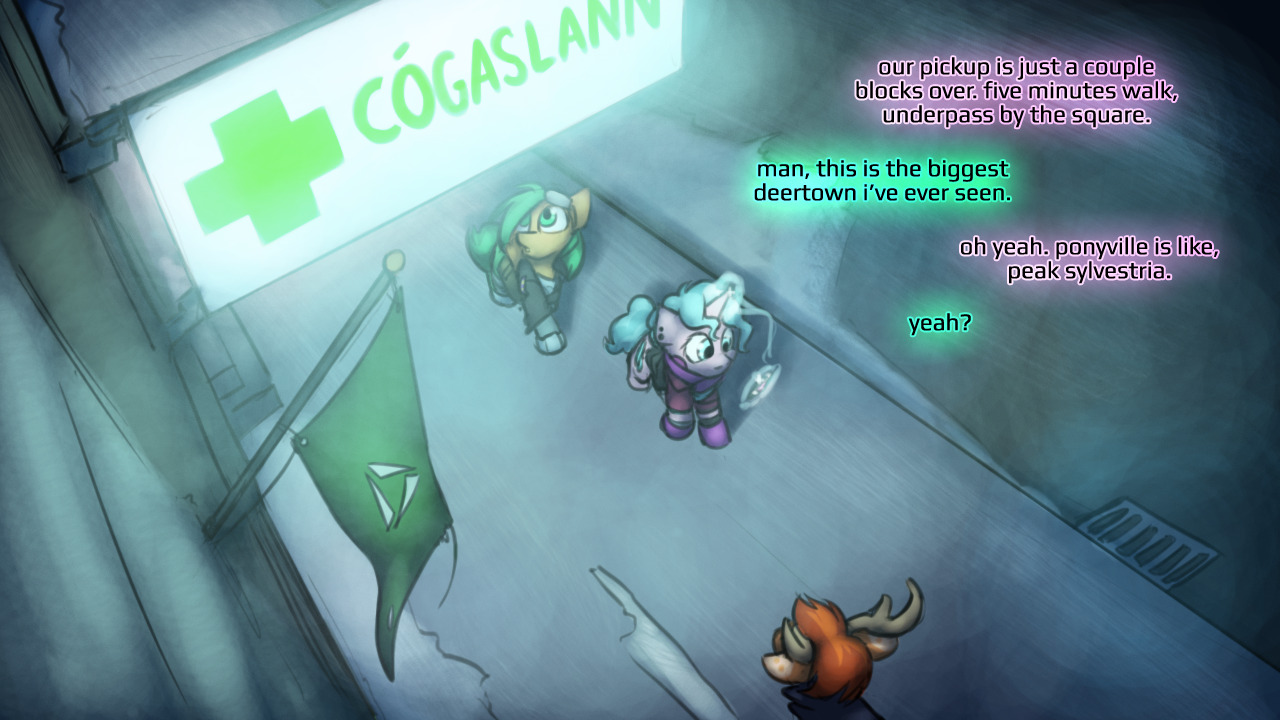 CÓGASLANN
our pickup is just a couple
blocks over. five minutes walk,
underpass by the square.
man, this is the biggest
deertown i've ever seen.
oh yeah. ponyville is like,
peak sylvestria.
yeah?